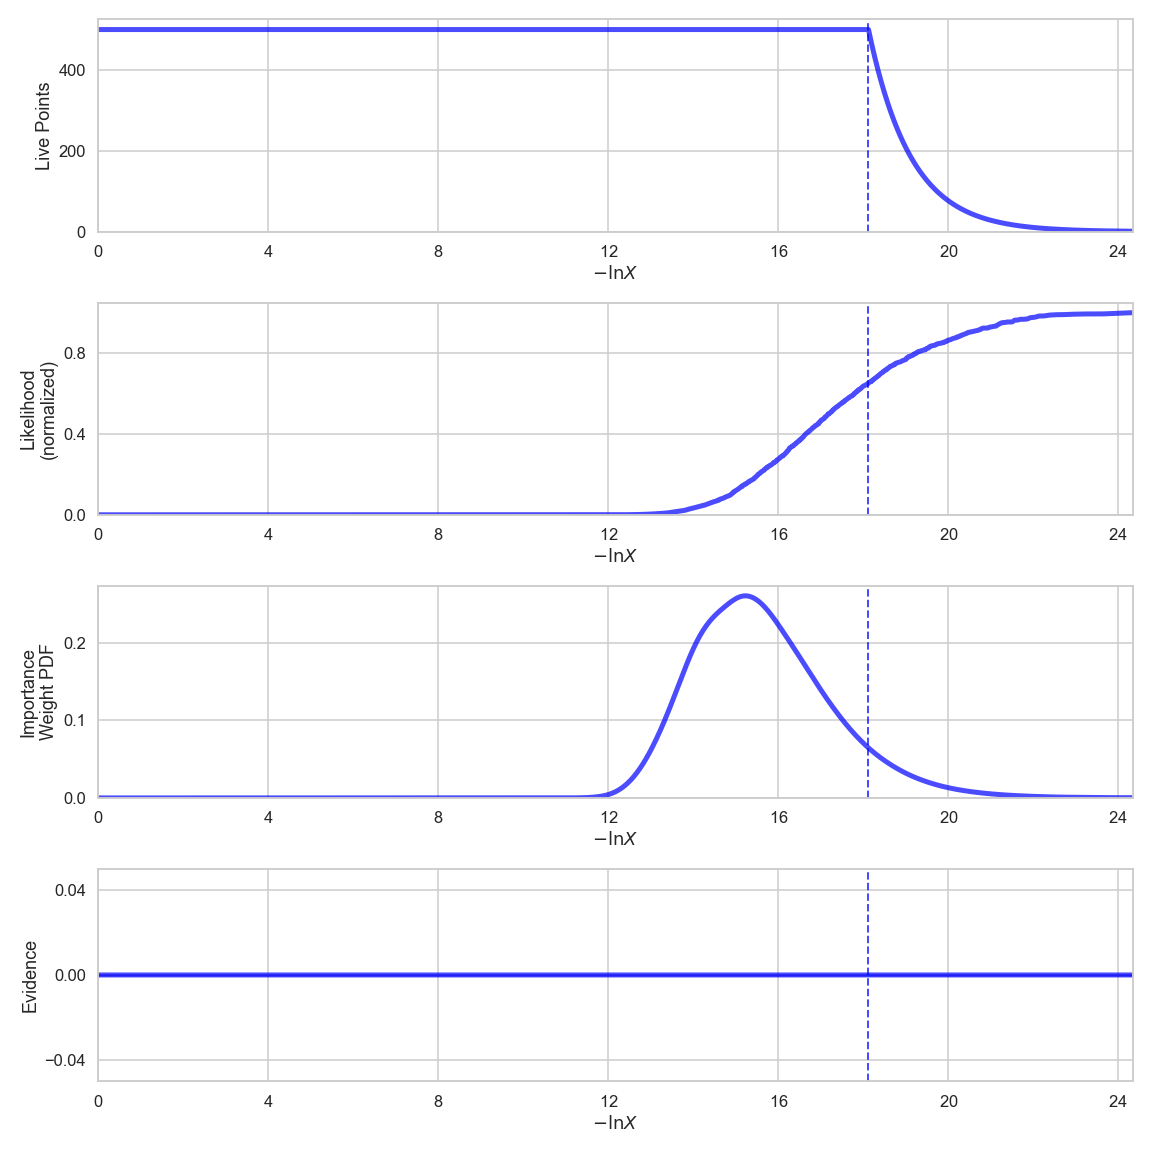 Live Points
400
200
0
0 4 8 12 16 20 24
−lnX
Likelihood
(normalized)
0.8
0.4
0.0
0 4 8 12 16 20 24
−lnX
Importance
Weight PDF
0.2
0.1
0.0
0 4 8 12 16 20 24
−lnX
Evidence
0.04
0.00
−0.04
0 4 8 12 16 20 24
−lnX